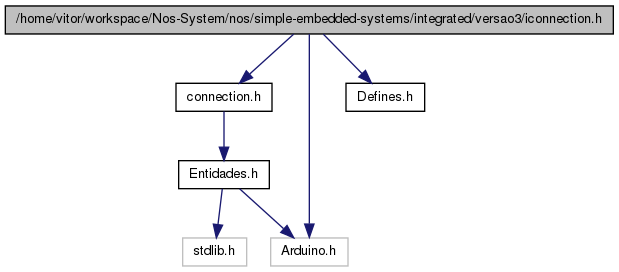 /home/vitor/workspace/Nos-System/nos/simple-embedded-systems/integrated/versao3/iconnection.h
connection.h
Defines.h
Entidades.h
stdlib.h
Arduino.h